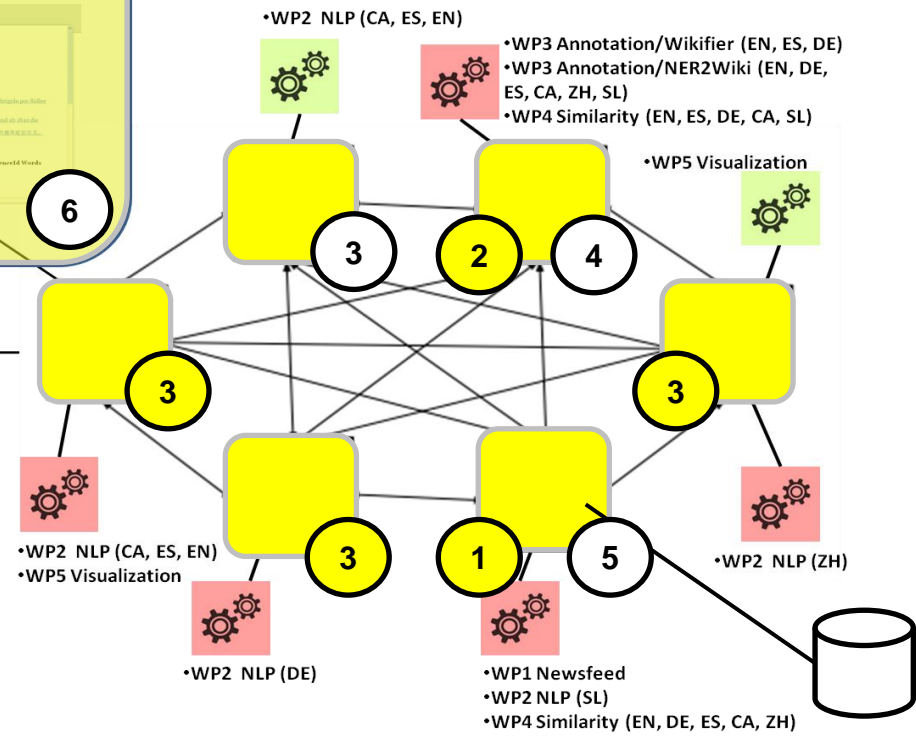 •WP2 NLP (CA, ES, EN)
•WP3 Annotation/Wikifier (EN, ES, DE)
•WP3 Annotation/NER2Wiki (EN, DE,
ES, CA, ZH, SL)
•WP4 Similarity (EN, ES, DE, CA, SL)
•WP5 Visualization
Words
6
3
2
4
3
3
•WP2 NLP (CA, ES, EN)
•WP5 Visualization
3
1
5
•WP2 NLP (ZH)
•WP2 NLP (DE)
•WP1 Newsfeed
•WP2 NLP (SL)
•WP4 Similarity (EN, DE, ES, CA, ZH)